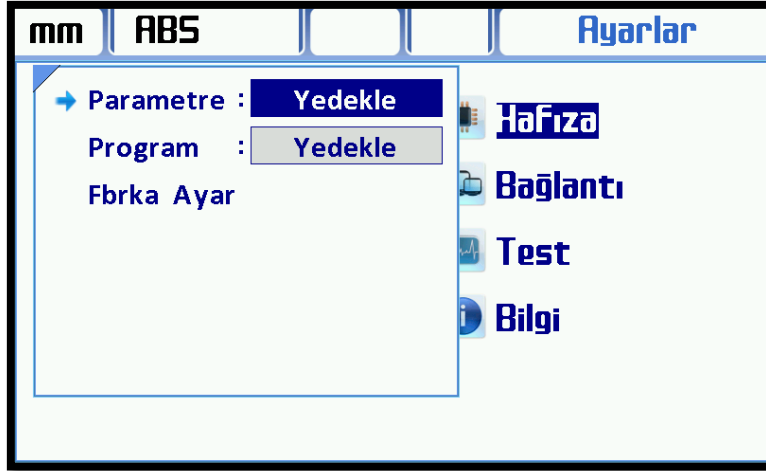 mm ABS Ayarlar
Parametre : Yedekle
Program : Yedekle
Fbrka Ayar
Hafıza
Bağlantı
Test
Bilgi